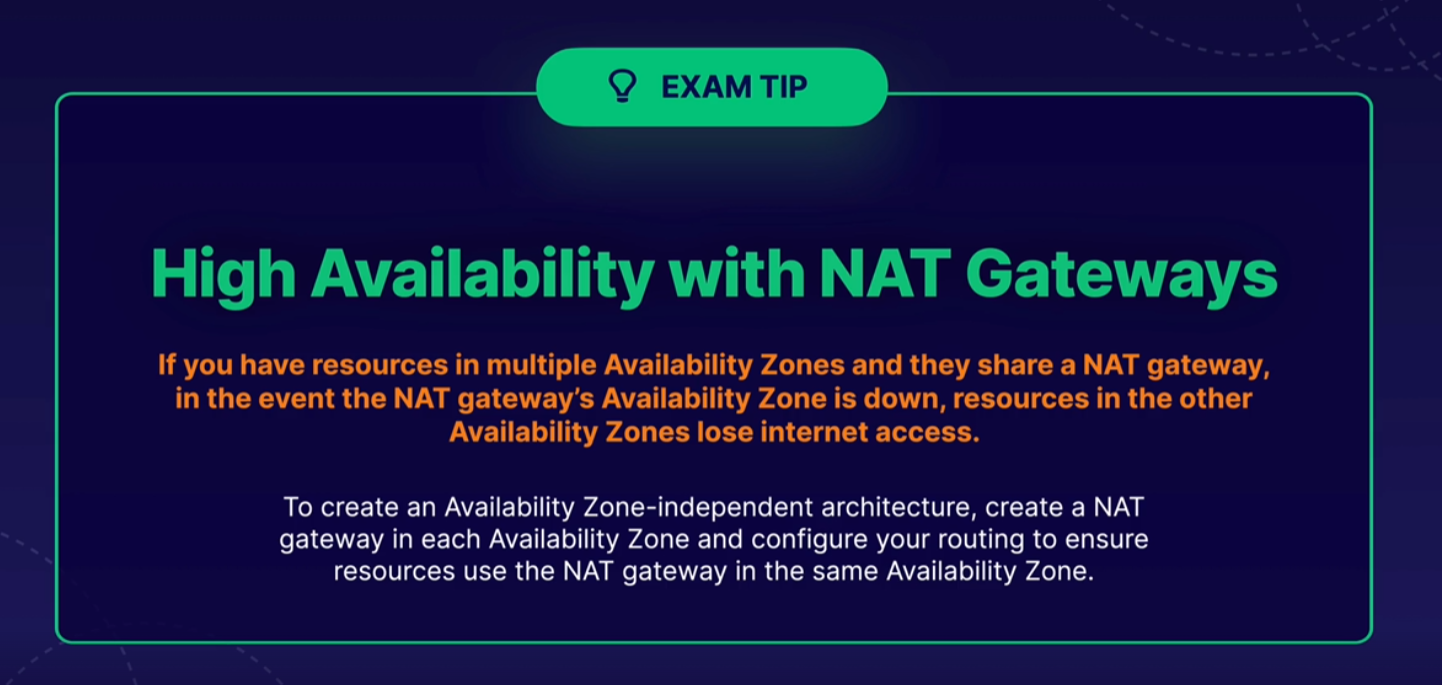 EXAM TIP
High Availability with NAT Gateways
If you have resources in multiple Availability Zones and they share a NAT gateway,
in the event the NAT gateway’s Availability Zone is down, resources in the other
Availability Zones lose internet access.
To create an Availability Zone-independent architecture, create a NAT
gateway in each Availability Zone and configure your routing to ensure
resources use the NAT gateway in the same Availability Zone.